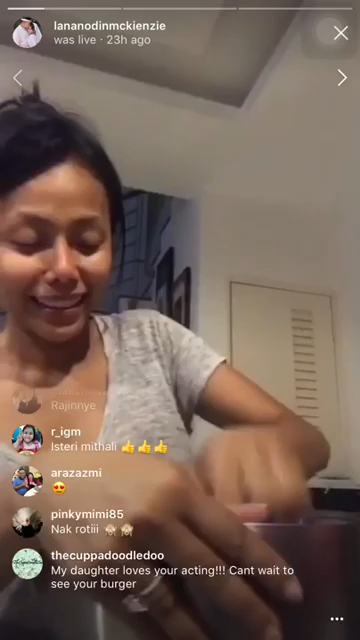 lananodinmckienzie
was live · 23h ago
Rajinnye
r_igm
Isteri mithali 👍👍👍
arazazmi
😍
pinkymimi85
Nak rotiii 🙈🙈
thecuppadoodledoo
My daughter loves your acting!!! Cant wait to
see your burger